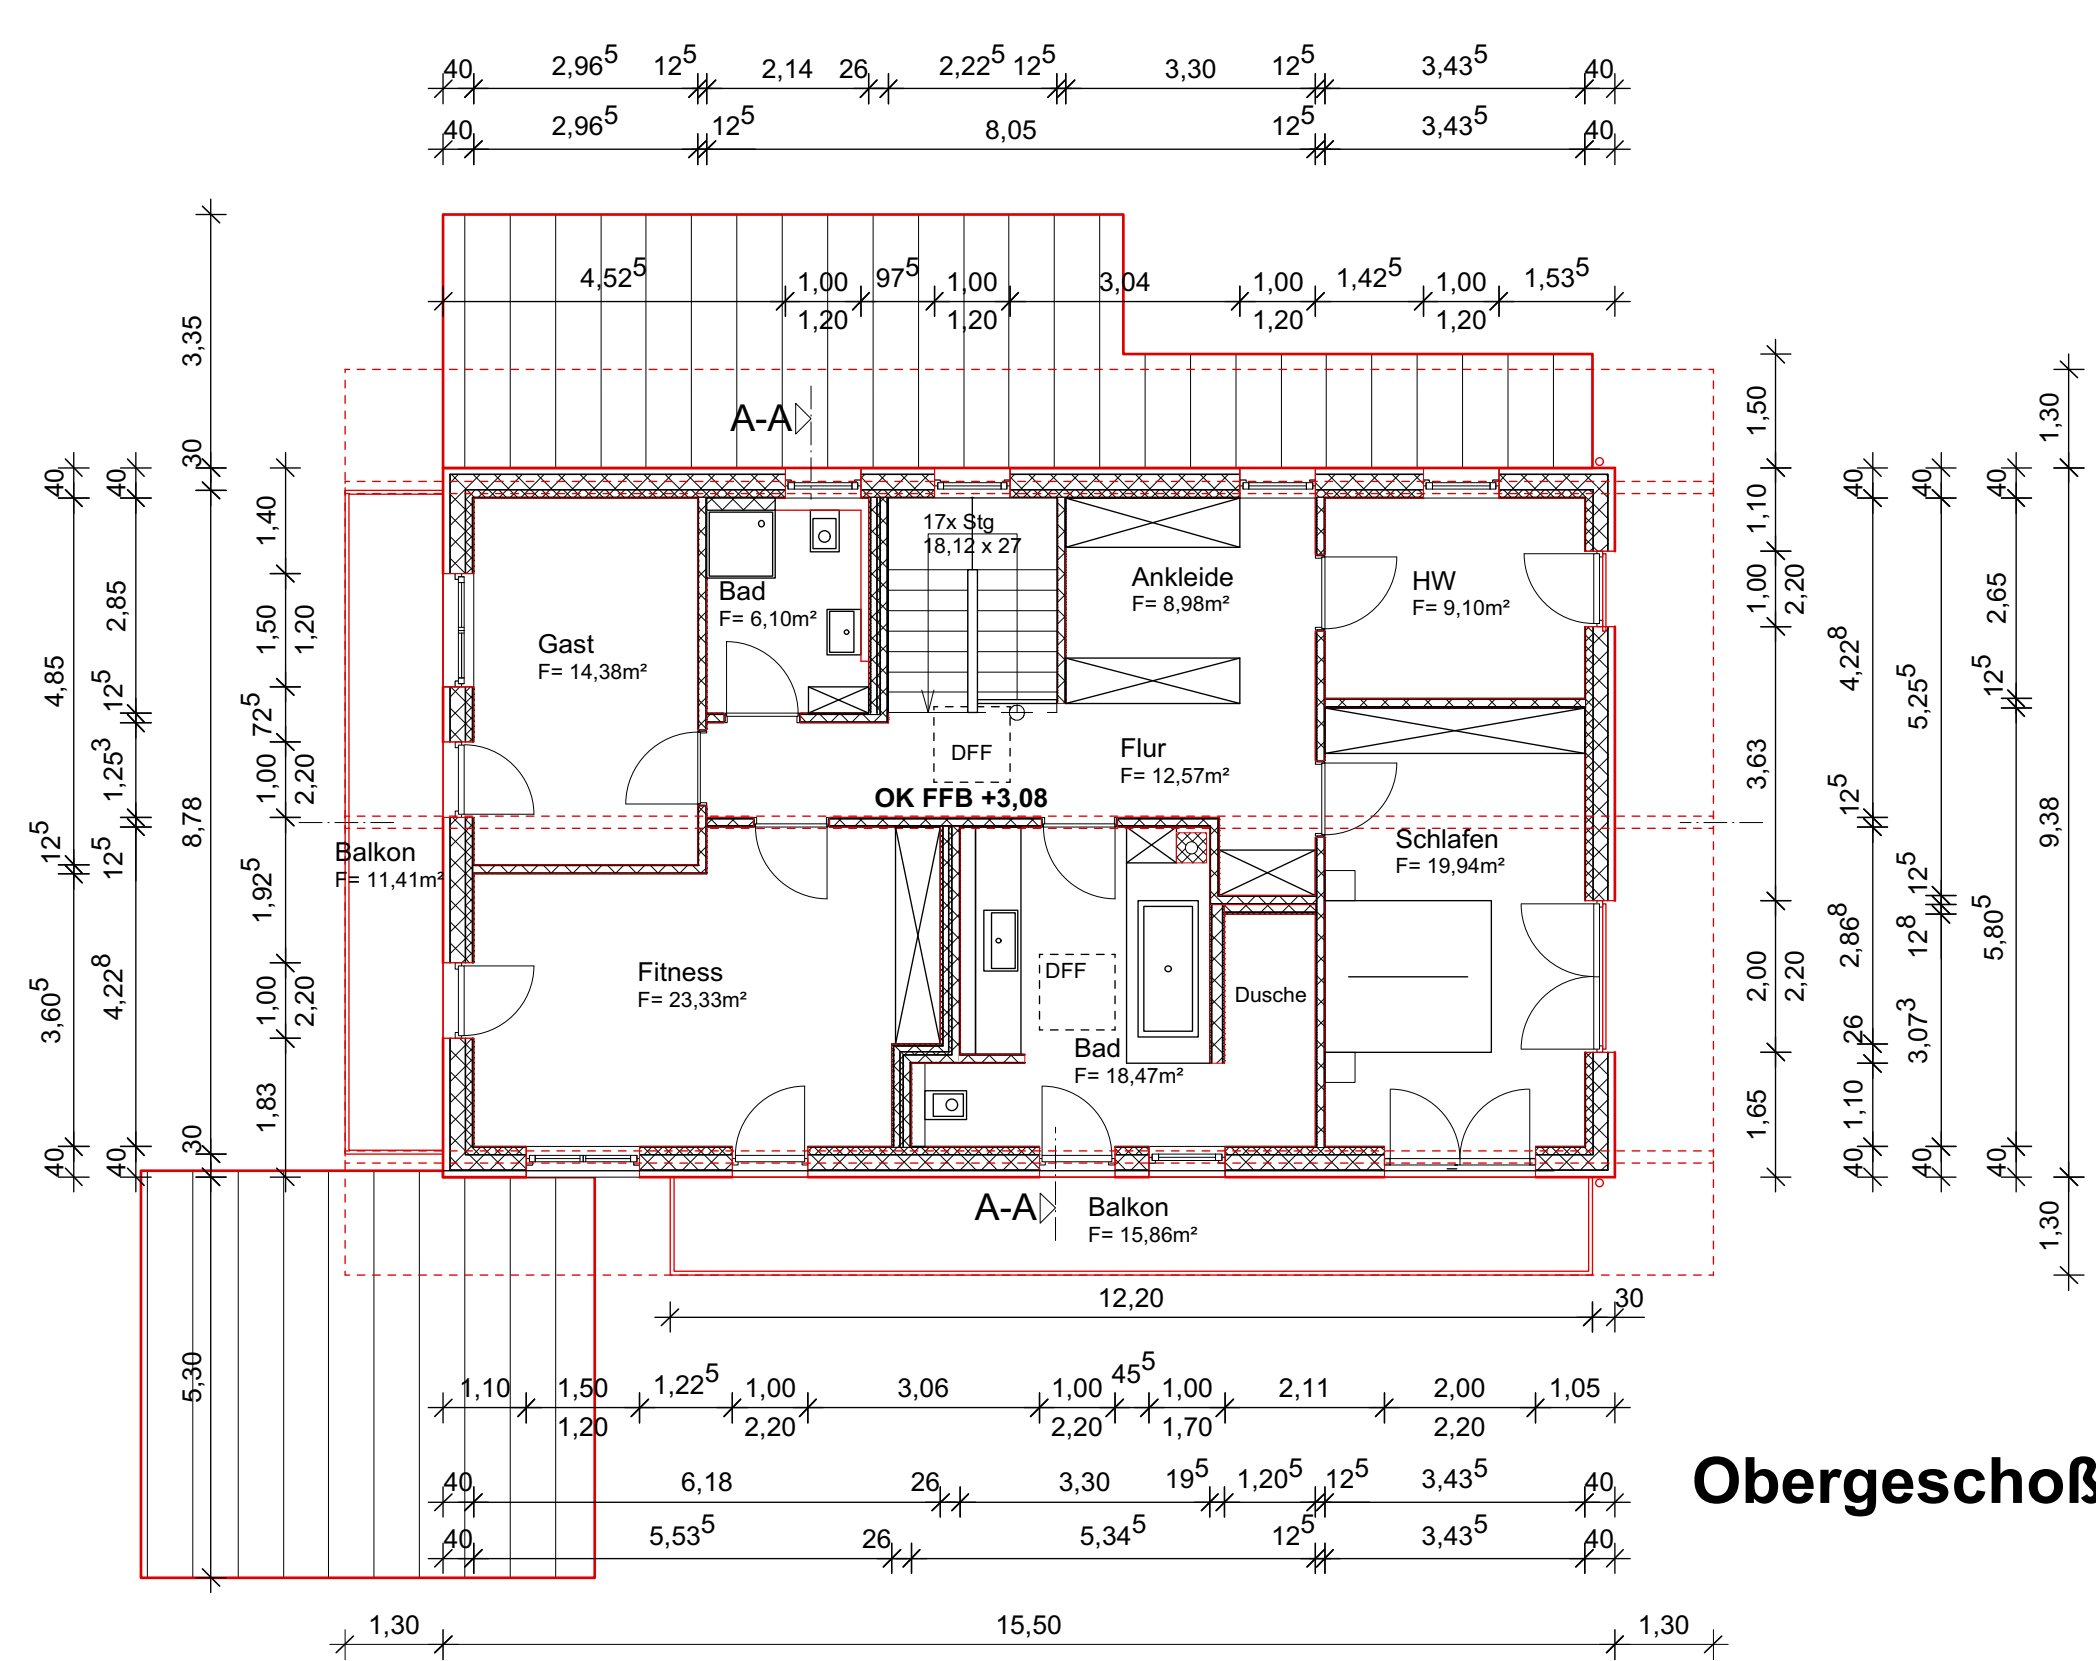 40 2,96⁵ 12⁵ 2,14 26 2,22⁵ 12⁵ 3,30 12⁵ 3,43⁵ 40
40 2,96⁵ 12⁵ 8,05 12⁵ 3,43⁵ 40
4,52⁵ 1,00 97⁵ 1,00 3,04 1,00 1,42⁵ 1,00 1,53⁵
1,20 1,20 1,20 1,20
40 4,85 12⁵ 3,60⁵ 40
40 2,85 12⁵ 1,25³ 12⁵ 4,22⁸ 40
3,35 30 8,78 30 5,30
1,40 1,50 72⁵ 1,00 1,92⁵ 1,00 1,83
1,20 2,20 2,20
A-A
17x Stg
18,12 x 27
Bad
F= 6,10m²
Ankleide
F= 8,98m²
HW
F= 9,10m²
Gast
F= 14,38m²
DFF
Flur
F= 12,57m²
OK FFB +3,08
Balkon
F= 11,41m²
Schlafen
F= 19,94m²
Fitness
F= 23,33m²
DFF
Dusche
Bad
F= 18,47m²
A-A
Balkon
F= 15,86m²
1,50 1,10 1,00 3,63 2,00 1,65
2,20 2,20
40 4,22⁸ 12⁵ 2,86⁸ 26 1,10 40
40 5,25⁵ 12⁵ 12⁸ 3,07³ 40
40 2,65 12⁵ 5,80⁵ 40
1,30 9,38 1,30
12,20 30
1,10 1,50 1,22⁵ 1,00 3,06 1,00 45⁵ 1,00 2,11 2,00 1,05
1,20 2,20 2,20 1,70 2,20
40 6,18 26 3,30 19⁵ 1,20⁵ 12⁵ 3,43⁵ 40
Obergeschoß
40 5,53⁵ 26 5,34⁵ 12⁵ 3,43⁵ 40
1,30 15,50 1,30